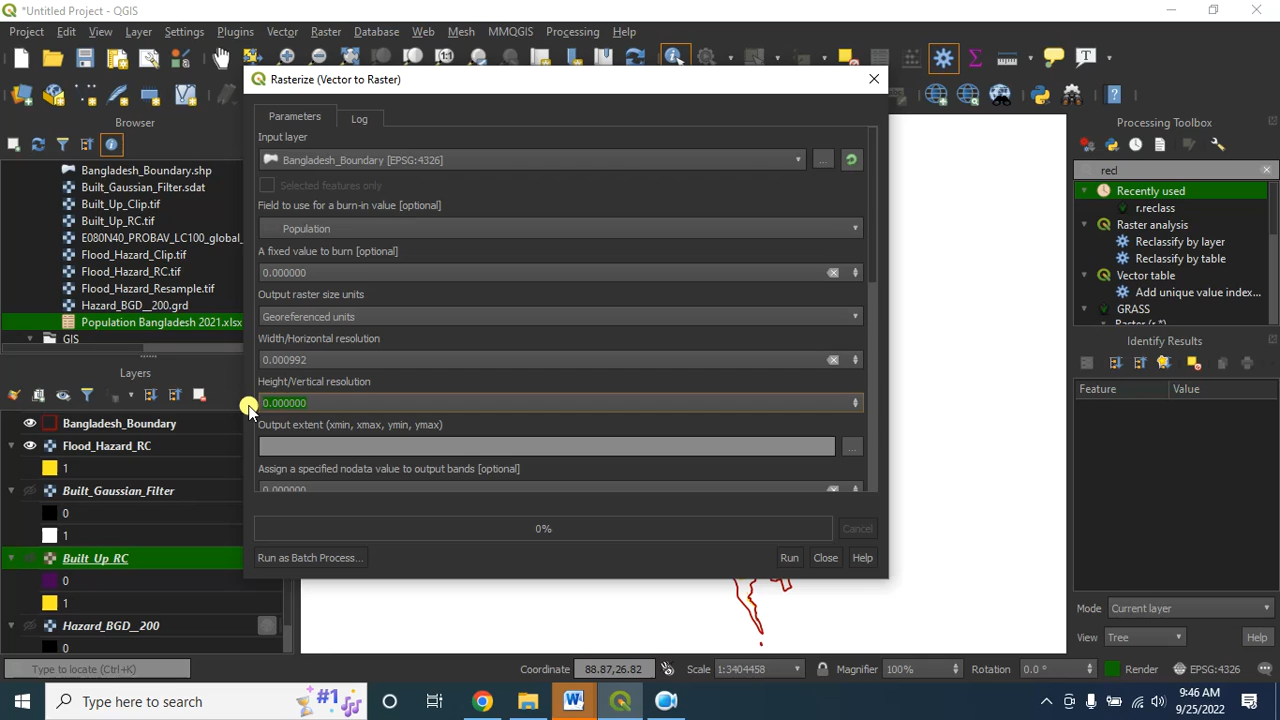 *Untitled Project - QGIS
Project Edit View Layer Settings Plugins Vector Raster Database Web Mesh MMQGIS Processing Help
Rasterize (Vector to Raster)
Parameters
Log
Input layer
Bangladesh_Boundary [EPSG:4326]
...
Selected features only
Field to use for a burn-in value [optional]
Population
A fixed value to burn [optional]
0.000000
Output raster size units
Georeferenced units
Width/Horizontal resolution
0.000992
Height/Vertical resolution
0.000000
Output extent (xmin, xmax, ymin, ymax)
...
Assign a specified nodata value to output bands [optional]
0.000000
0%
Cancel
Run as Batch Process...
Run
Close
Help
Browser
Bangladesh_Boundary.shp
Built_Gaussian_Filter.sdat
Built_Up_Clip.tif
Built_Up_RC.tif
E080N40_PROBAV_LC100_global_
Flood_Hazard_Clip.tif
Flood_Hazard_RC.tif
Flood_Hazard_Resample.tif
Hazard_BGD__200.grd
Population Bangladesh 2021.xlsx
GIS
Layers
Bangladesh_Boundary
Flood_Hazard_RC
1
Built_Gaussian_Filter
0
1
Built_Up_RC
0
1
Hazard_BGD__200
0
Processing Toolbox
recl
Recently used
r.reclass
Raster analysis
Reclassify by layer
Reclassify by table
Vector table
Add unique value index...
GRASS
Raster (r.*)
Identify Results
Feature
Value
Mode
Current layer
View
Tree
Help
Type to locate (Ctrl+K)
Coordinate
88.87,26.82
Scale
1:3404458
Magnifier
100%
Rotation
0.0 °
Render
EPSG:4326
Type here to search
#1
9:46 AM
9/25/2022